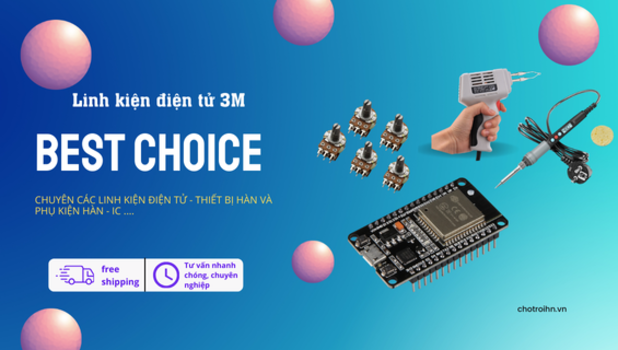 Linh kiện điện tử 3M
BEST CHOICE
CHUYÊN CÁC LINH KIỆN ĐIỆN TỬ - THIẾT BỊ HÀN VÀ
PHỤ KIỆN HÀN - IC ....
free
shipping
Tư vấn nhanh
chóng, chuyên
nghiệp
chotroihn.vn